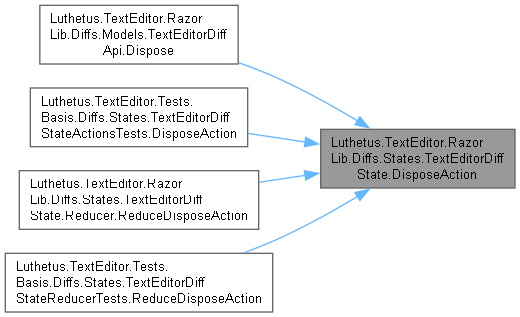 Luthetus.TextEditor.Razor
Lib.Diffs.Models.TextEditorDiff
Api.Dispose
Luthetus.TextEditor.Tests.
Basis.Diffs.States.TextEditorDiff
StateActionsTests.DisposeAction
Luthetus.TextEditor.Razor
Lib.Diffs.States.TextEditorDiff
State.DisposeAction
Luthetus.TextEditor.Razor
Lib.Diffs.States.TextEditorDiff
State.Reducer.ReduceDisposeAction
Luthetus.TextEditor.Tests.
Basis.Diffs.States.TextEditorDiff
StateReducerTests.ReduceDisposeAction